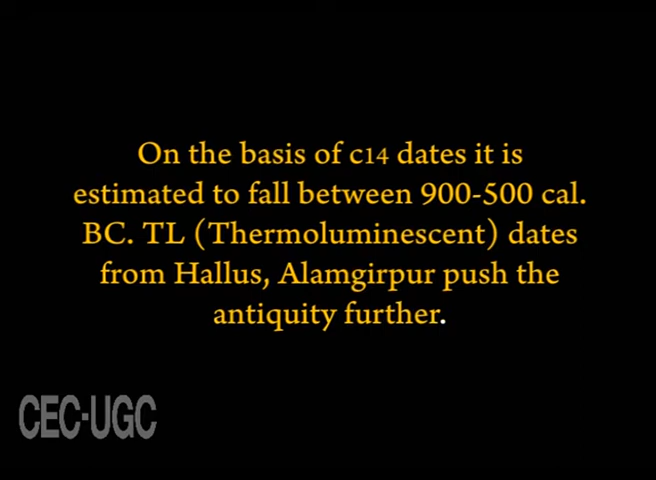 On the basis of c14 dates it is
estimated to fall between 900-500 cal.
BC. TL (Thermoluminescent) dates
from Hallus, Alamgirpur push the
antiquity further.
CEC-UGC